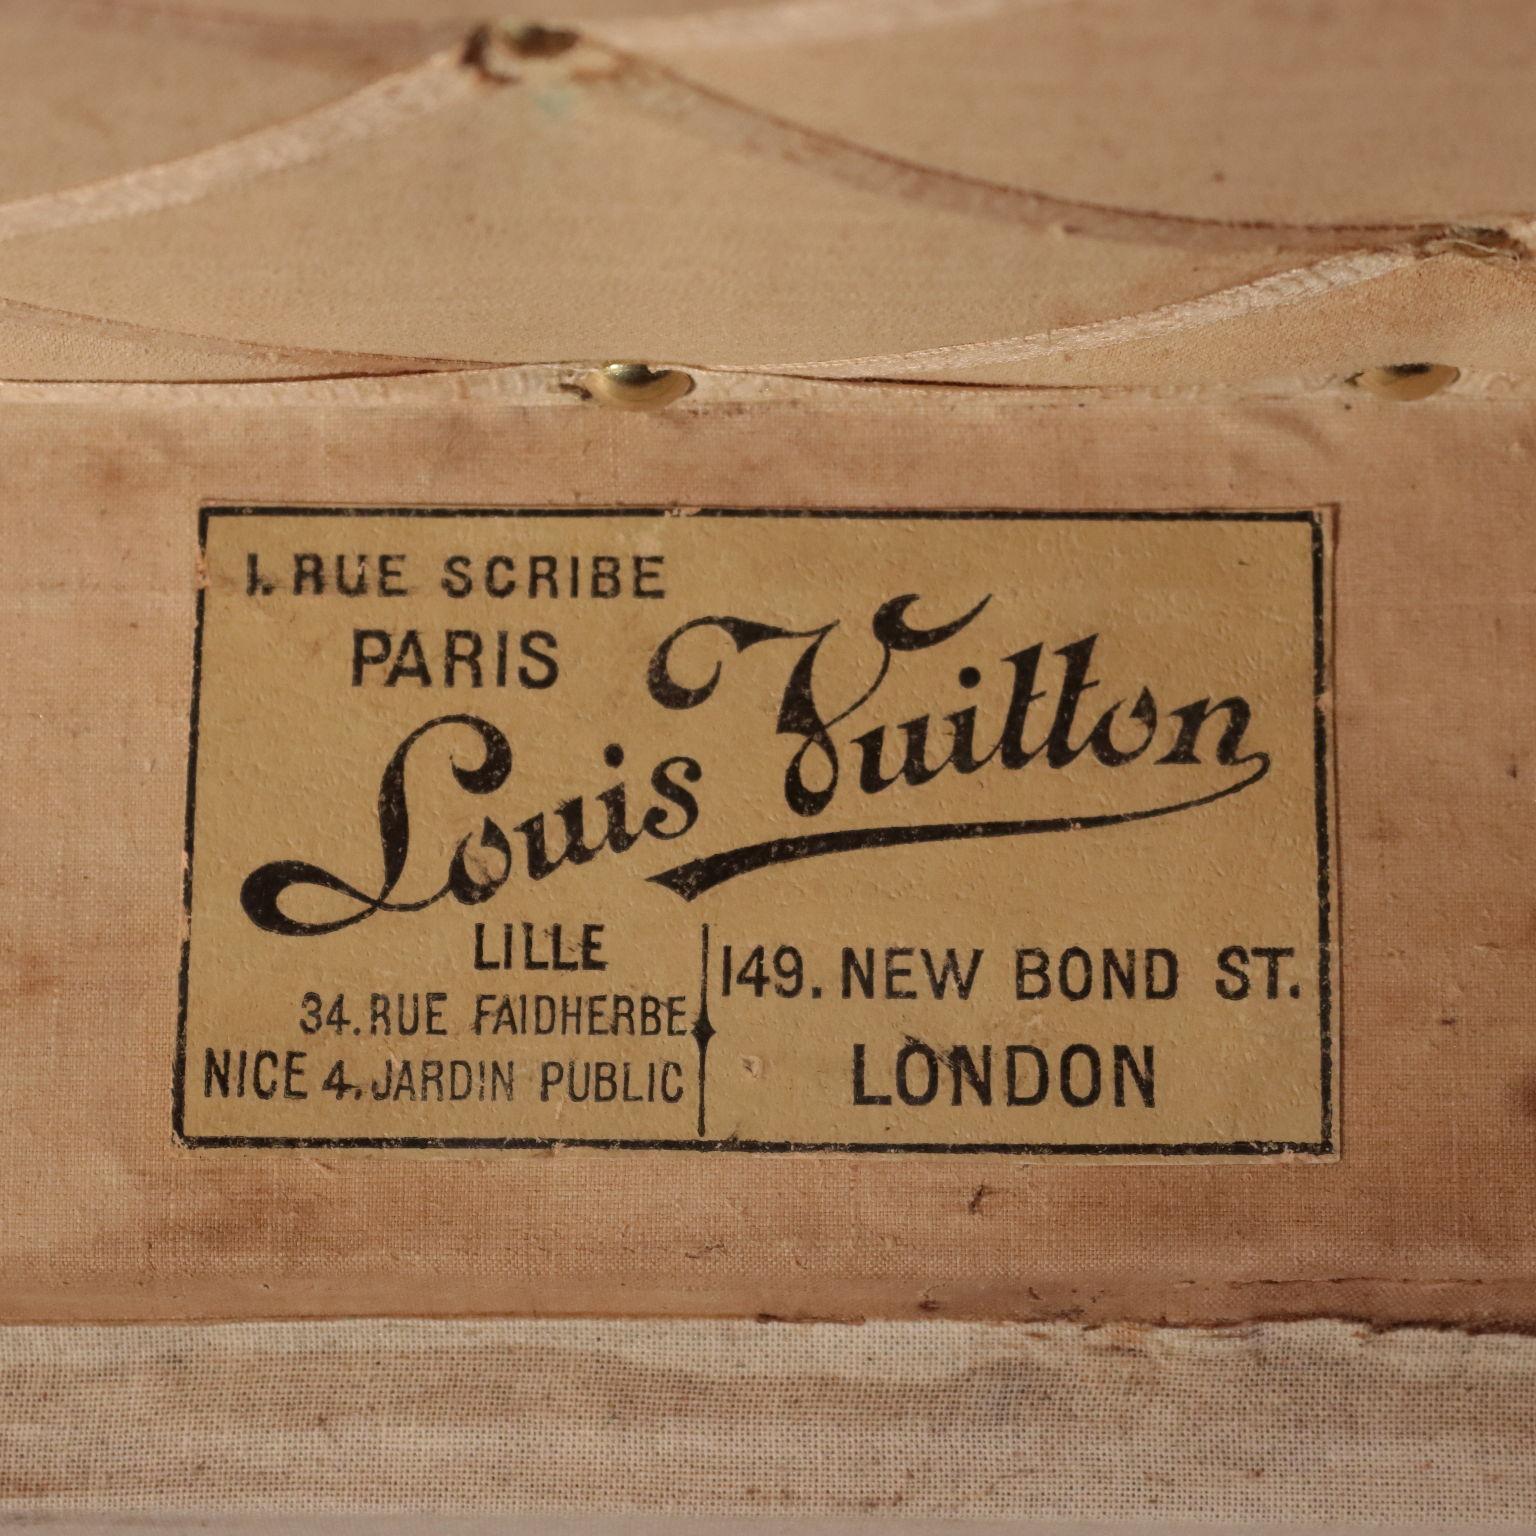 1. RUE SCRIBE
PARIS
Louis Vuitton
LILLE
34. RUE FAIDHERBE
NICE 4. JARDIN PUBLIC
149. NEW BOND ST.
LONDON